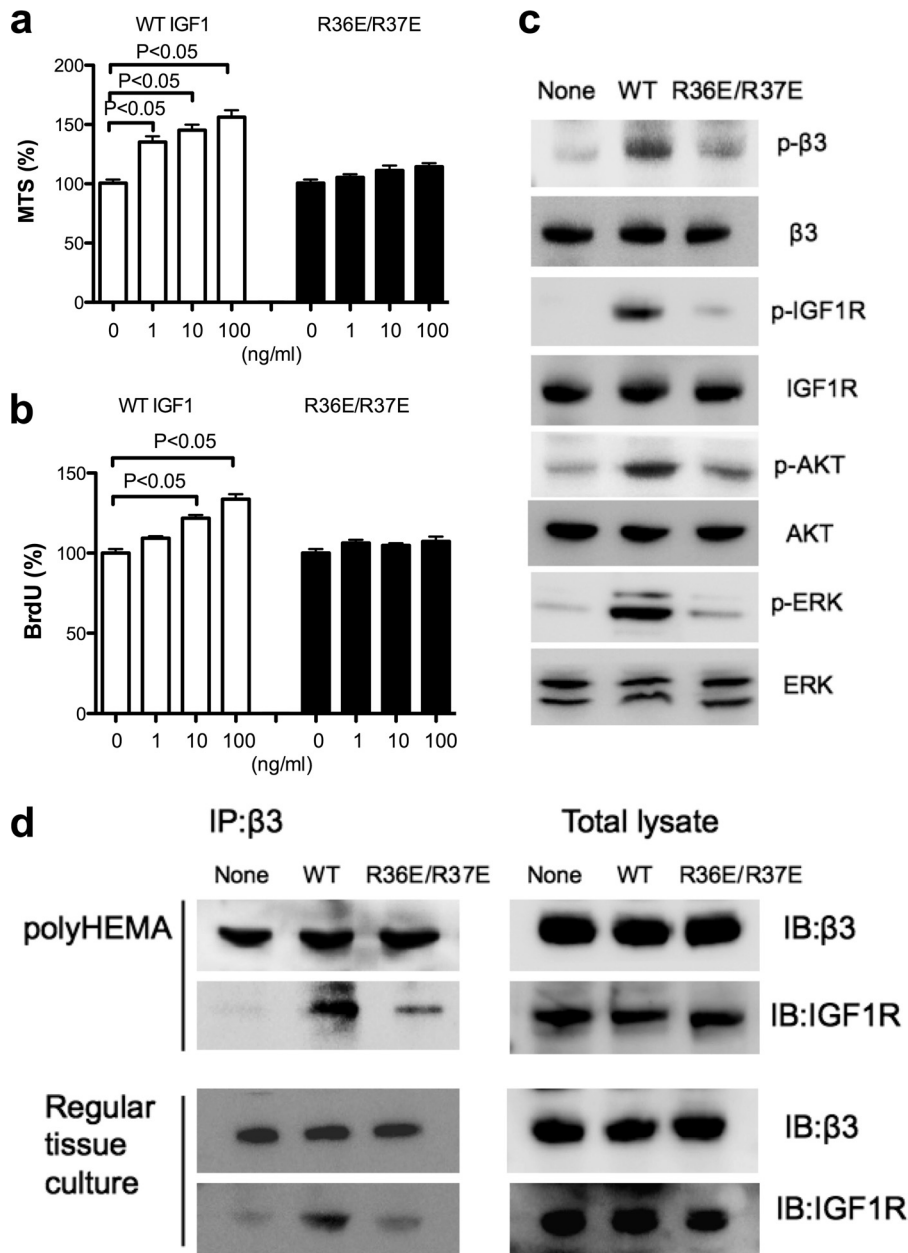 a
WT IGF1
R36E/R37E
P<0.05
P<0.05
P<0.05
MTS (%)
200
150
100
50
0
0 1 10 100 0 1 10 100
(ng/ml)
b
WT IGF1
R36E/R37E
P<0.05
P<0.05
BrdU (%)
150
100
50
0
0 1 10 100 0 1 10 100
(ng/ml)
c
None WT R36E/R37E
p-β3
β3
p-IGF1R
IGF1R
p-AKT
AKT
p-ERK
ERK
d
IP:β3
Total lysate
None WT R36E/R37E
None WT R36E/R37E
polyHEMA
IB:β3
IB:IGF1R
Regular
tissue
culture
IB:β3
IB:IGF1R